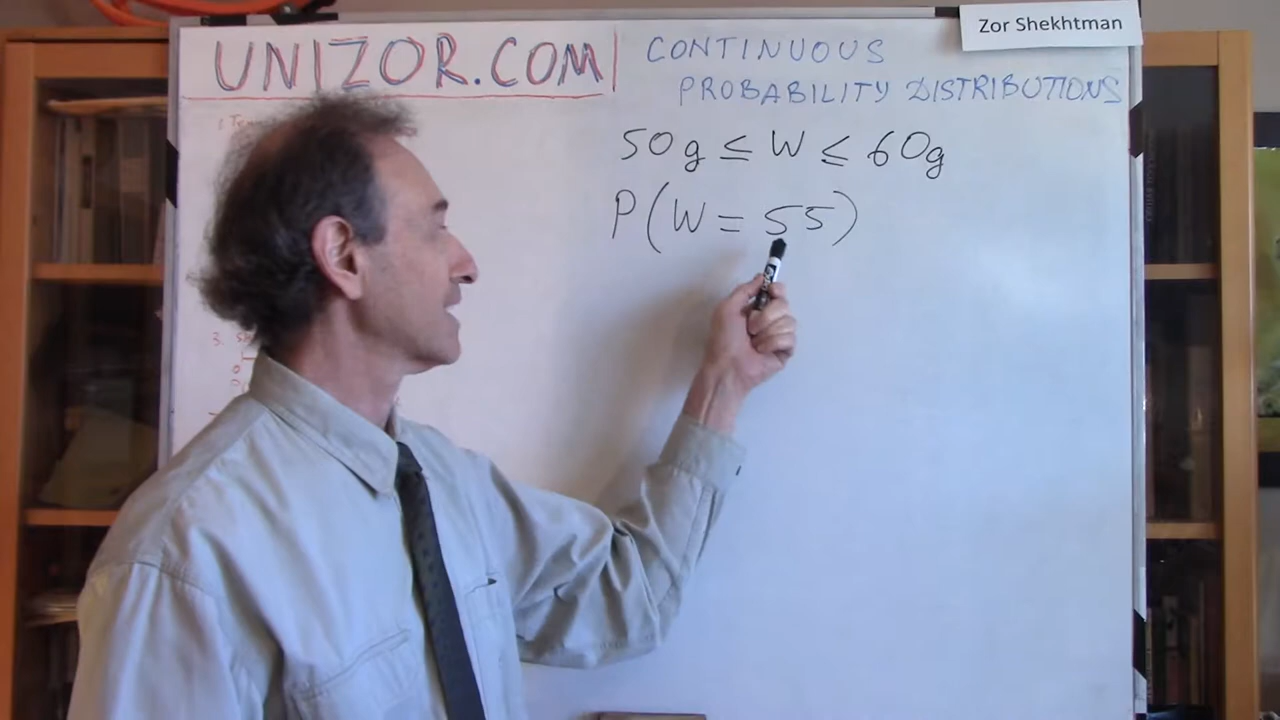 Zor Shekhtman
UNIZOR.COM
CONTINUOUS
PROBABILITY DISTRIBUTIONS
50g ≤ W ≤ 60g
P(W = 55)